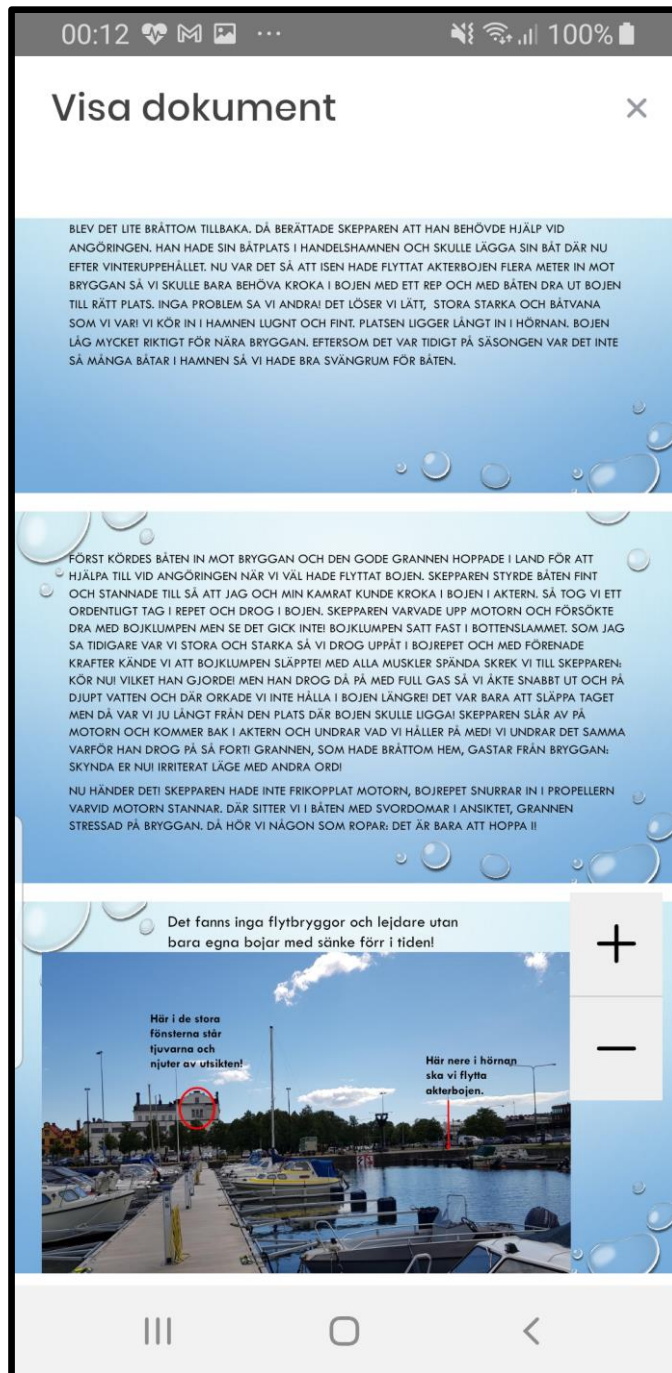 00:12 ... 100%
Visa dokument ×
BLEV DET LITE BRÅTTOM TILLBAKA. DÅ BERÄTTADE SKEPPAREN ATT HAN BEHÖVDE HJÄLP VID
ANGÖRINGEN. HAN HADE SIN BÅTPLATS I HANDELSHAMNEN OCH SKULLE LÄGGA SIN BÅT DÄR NU
EFTER VINTERUPPEHÅLLET. NU VAR DET SÅ ATT ISEN HADE FLYTTAT AKTERBOJEN FLERA METER IN MOT
BRYGGAN SÅ VI SKULLE BARA BEHÖVA KROKA I BOJEN MED ETT REP OCH MED BÅTEN DRA UT BOJEN
TILL RÄTT PLATS. INGA PROBLEM SA VI ANDRA! DET LÖSER VI LÄTT, STORA STARKA OCH BÅTVANA
SOM VI VAR! VI KÖR IN I HAMNEN LUGNT OCH FINT. PLATSEN LIGGER LÅNGT IN I HÖRNAN. BOJEN
LÅG MYCKET RIKTIGT FÖR NÄRA BRYGGAN. EFTERSOM DET VAR TIDIGT PÅ SÄSONGEN VAR DET INTE
SÅ MÅNGA BÅTAR I HAMNEN SÅ VI HADE BRA SVÄNGRUM FÖR BÅTEN.
FÖRST KÖRDES BÅTEN IN MOT BRYGGAN OCH DEN GODE GRANNEN HOPPADE I LAND FÖR ATT
HJÄLPA TILL VID ANGÖRINGEN NÄR VI VÄL HADE FLYTTAT BOJEN. SKEPPAREN STYRDE BÅTEN FINT
OCH STANNADE TILL SÅ ATT JAG OCH MIN KAMRAT KUNDE KROKA I BOJEN I AKTERN. SÅ TOG VI ETT
ORDENTLIGT TAG I REPET OCH DROG I BOJEN. SKEPPAREN VARVADE UPP MOTORN OCH FÖRSÖKTE
DRA MED BOJKLUMPEN MEN SE DET GICK INTE! BOJKLUMPEN SATT FAST I BOTTENSLAMMET. SOM JAG
SA TIDIGARE VAR VI STORA OCH STARKA SÅ VI DROG UPPÅT I BOJREPET OCH MED FÖRENADE
KRAFTER KÄNDE VI ATT BOJKLUMPEN SLÄPPTE! MED ALLA MUSKLER SPÄNDA SKREK VI TILL SKEPPAREN:
KÖR NU! VILKET HAN GJORDE! MEN HAN DROG DÅ PÅ MED FULL GAS SÅ VI ÅKTE SNABBT UT OCH PÅ
DJUPT VATTEN OCH DÄR ORKADE VI INTE HÅLLA I BOJEN LÄNGRE! DET VAR BARA ATT SLÄPPA TAGET
MEN DÅ VAR VI JU LÅNGT FRÅN DEN PLATS DÄR BOJEN SKULLE LIGGA! SKEPPAREN SLÅR AV PÅ
MOTORN OCH KOMMER BAK I AKTERN OCH UNDRAR VAD VI HÅLLER PÅ MED! VI UNDRAR DET SAMMA
VARFÖR HAN DROG PÅ SÅ FORT! GRANNEN, SOM HADE BRÅTTOM HEM, GASTAR FRÅN BRYGGAN:
SKYNDA ER NU! IRRITERAT LÄGE MED ANDRA ORD!
NU HÄNDER DET! SKEPPAREN HADE INTE FRIKOPPLAT MOTORN, BOJREPET SNURRAR IN I PROPELLERN
VARVID MOTORN STANNAR. DÄR SITTER VI I BÅTEN MED SVORDOMAR I ANSIKTET, GRANNEN
STRESSAD PÅ BRYGGAN. DÅ HÖR VI NÅGON SOM ROPAR: DET ÄR BARA ATT HOPPA I!
Det fanns inga flytbryggor och lejdare utan
bara egna bojar med sänke förr i tiden!
Här i de stora
fönsterna står
tjuvarna och
njuter av utsikten!
Här nere i hörnan
ska vi flytta
akterbojen.
+
−